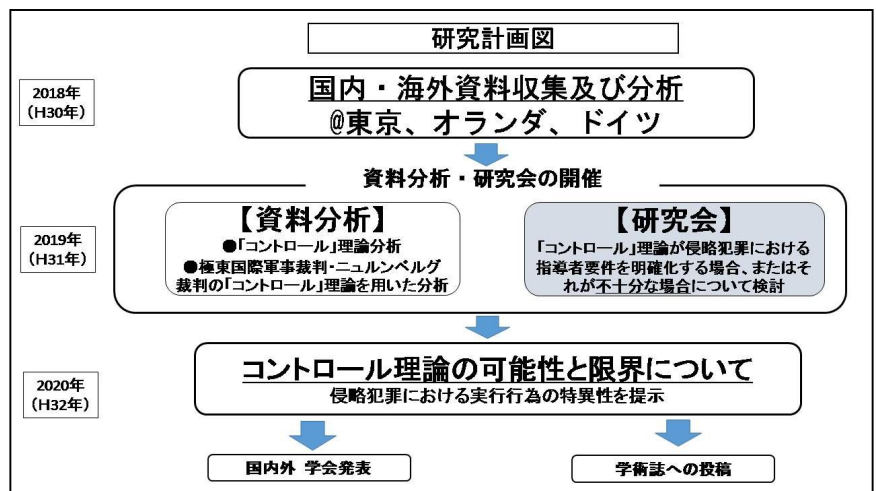 研究計画図
2018年
（H30年）
国内・海外資料収集及び分析
@東京、オランダ、ドイツ
資料分析・研究会の開催
2019年
（H31年）
【資料分析】
●「コントロール」理論分析
●極東国際軍事裁判・ニュルンベルグ
裁判の「コントロール」理論を用いた分析
【研究会】
「コントロール」理論が侵略犯罪における
指導者要件を明確化する場合、またはそ
れが不十分な場合について検討
2020年
（H32年）
コントロール理論の可能性と限界について
侵略犯罪における実行行為の特異性を提示
国内外 学会発表
学術誌への投稿